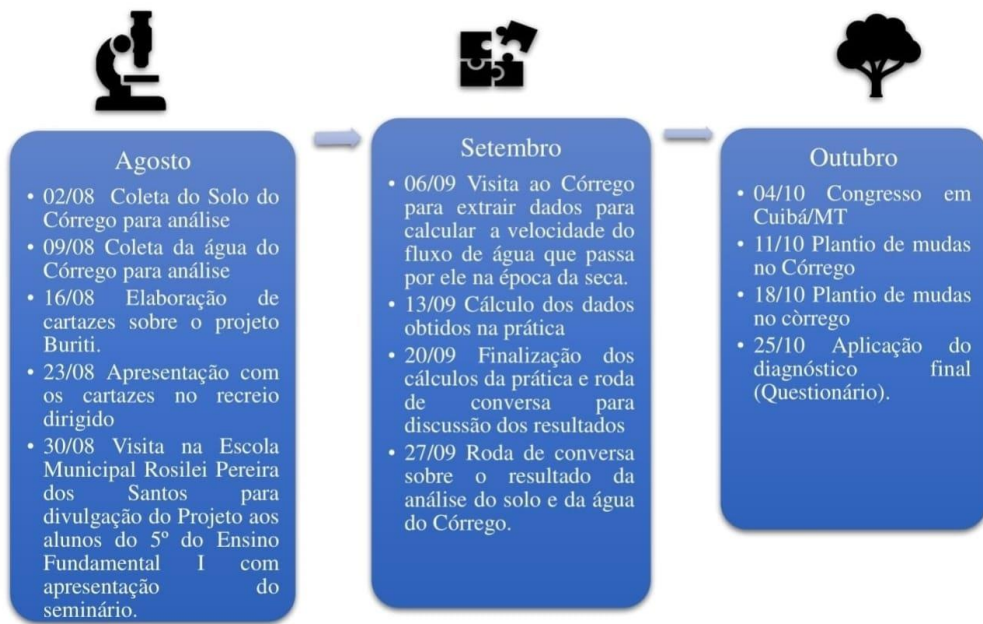 Agosto
• 02/08 Coleta do Solo do
Córrego para análise
• 09/08 Coleta da água do
Córrego para análise
• 16/08 Elaboração de
cartazes sobre o projeto
Buriti.
• 23/08 Apresentação com
os cartazes no recreio
dirigido
• 30/08 Visita na Escola
Municipal Rosilei Pereira
dos Santos para
divulgação do Projeto aos
alunos do 5º do Ensino
Fundamental I com
apresentação do
seminário.
Setembro
• 06/09 Visita ao Córrego
para extrair dados para
calcular a velocidade do
fluxo de água que passa
por ele na época da seca.
• 13/09 Cálculo dos dados
obtidos na prática
• 20/09 Finalização dos
cálculos da prática e roda
de conversa para
discussão dos resultados
• 27/09 Roda de conversa
sobre o resultado da
análise do solo e da água
do Córrego.
Outubro
• 04/10 Congresso em
Cuibá/MT
• 11/10 Plantio de mudas
no Córrego
• 18/10 Plantio de mudas
no còrrego
• 25/10 Aplicação do
diagnóstico final
(Questionário).